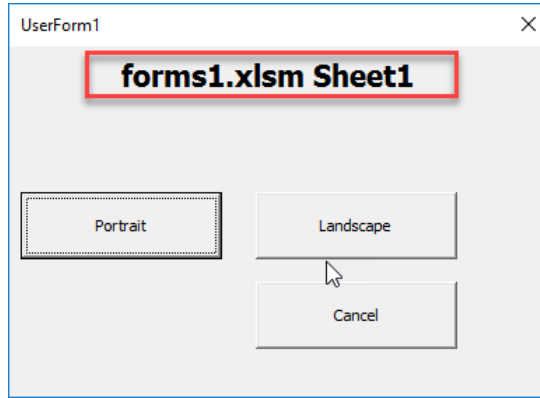 UserForm1
forms1.xlsm Sheet1
Portrait
Landscape
Cancel